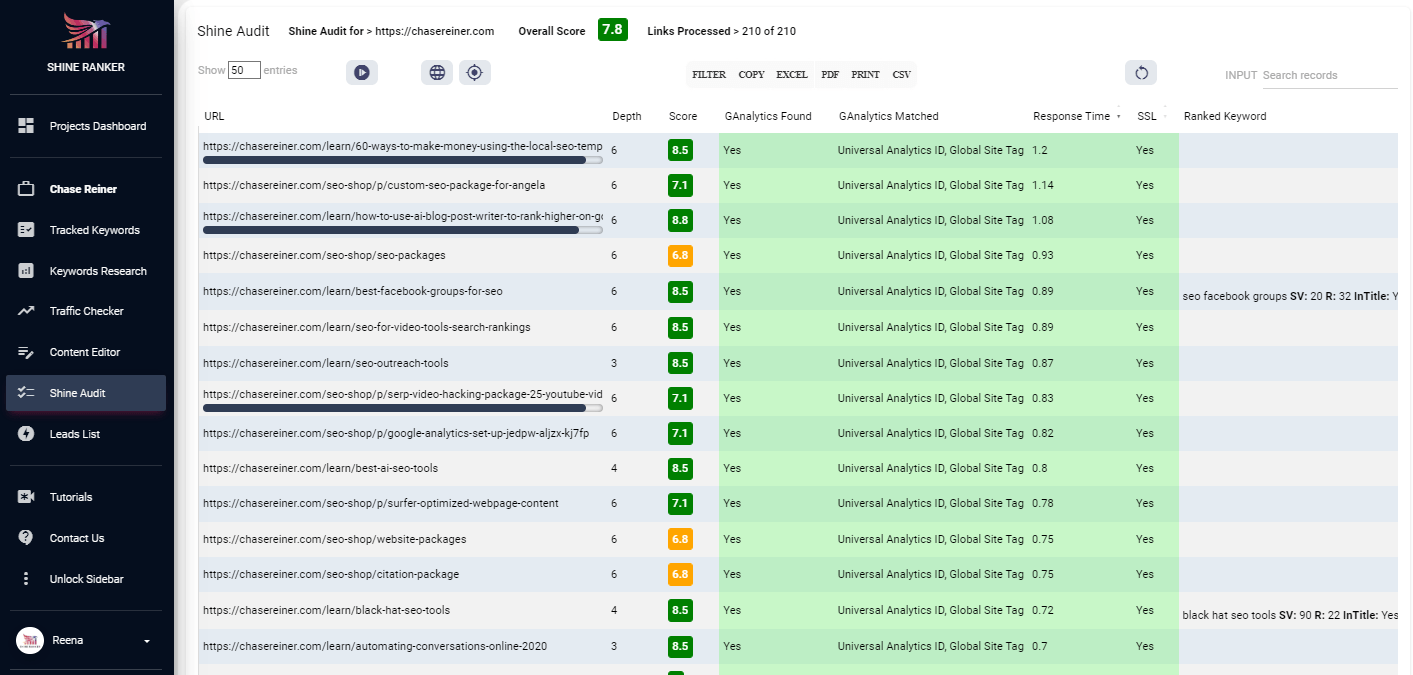 SHINE RANKER
Projects Dashboard
Chase Reiner
Tracked Keywords
Keywords Research
Traffic Checker
Content Editor
Shine Audit
Leads List
Tutorials
Contact Us
Unlock Sidebar
Reena
Shine Audit Shine Audit for > https://chasereiner.com Overall Score 7.8 Links Processed > 210 of 210
Show 50 entries FILTER COPY EXCEL PDF PRINT CSV INPUT Search records
URL Depth Score GAnalytics Found GAnalytics Matched Response Time SSL Ranked Keyword
https://chasereiner.com/learn/60-ways-to-make-money-using-the-local-seo-temp 6 8.5 Yes Universal Analytics ID, Global Site Tag 1.2 Yes
https://chasereiner.com/seo-shop/p/custom-seo-package-for-angela 6 7.1 Yes Universal Analytics ID, Global Site Tag 1.14 Yes
https://chasereiner.com/learn/how-to-use-ai-blog-post-writer-to-rank-higher-on-go 6 8.8 Yes Universal Analytics ID, Global Site Tag 1.08 Yes
https://chasereiner.com/seo-shop/seo-packages 6 6.8 Yes Universal Analytics ID, Global Site Tag 0.93 Yes
https://chasereiner.com/learn/best-facebook-groups-for-seo 6 8.5 Yes Universal Analytics ID, Global Site Tag 0.89 Yes seo facebook groups SV: 20 R: 32 InTitle: Y
https://chasereiner.com/learn/seo-for-video-tools-search-rankings 6 8.5 Yes Universal Analytics ID, Global Site Tag 0.89 Yes
https://chasereiner.com/learn/seo-outreach-tools 3 8.5 Yes Universal Analytics ID, Global Site Tag 0.87 Yes
https://chasereiner.com/seo-shop/p/serp-video-hacking-package-25-youtube-vid 6 7.1 Yes Universal Analytics ID, Global Site Tag 0.83 Yes
https://chasereiner.com/seo-shop/p/google-analytics-set-up-jedpw-aljzx-kj7fp 6 7.1 Yes Universal Analytics ID, Global Site Tag 0.82 Yes
https://chasereiner.com/learn/best-ai-seo-tools 4 8.5 Yes Universal Analytics ID, Global Site Tag 0.8 Yes
https://chasereiner.com/seo-shop/p/surfer-optimized-webpage-content 6 7.1 Yes Universal Analytics ID, Global Site Tag 0.78 Yes
https://chasereiner.com/seo-shop/website-packages 6 6.8 Yes Universal Analytics ID, Global Site Tag 0.75 Yes
https://chasereiner.com/seo-shop/citation-package 6 6.8 Yes Universal Analytics ID, Global Site Tag 0.75 Yes
https://chasereiner.com/learn/black-hat-seo-tools 4 8.5 Yes Universal Analytics ID, Global Site Tag 0.72 Yes black hat seo tools SV: 90 R: 22 InTitle: Yes
https://chasereiner.com/learn/automating-conversations-online-2020 3 8.5 Yes Universal Analytics ID, Global Site Tag 0.7 Yes